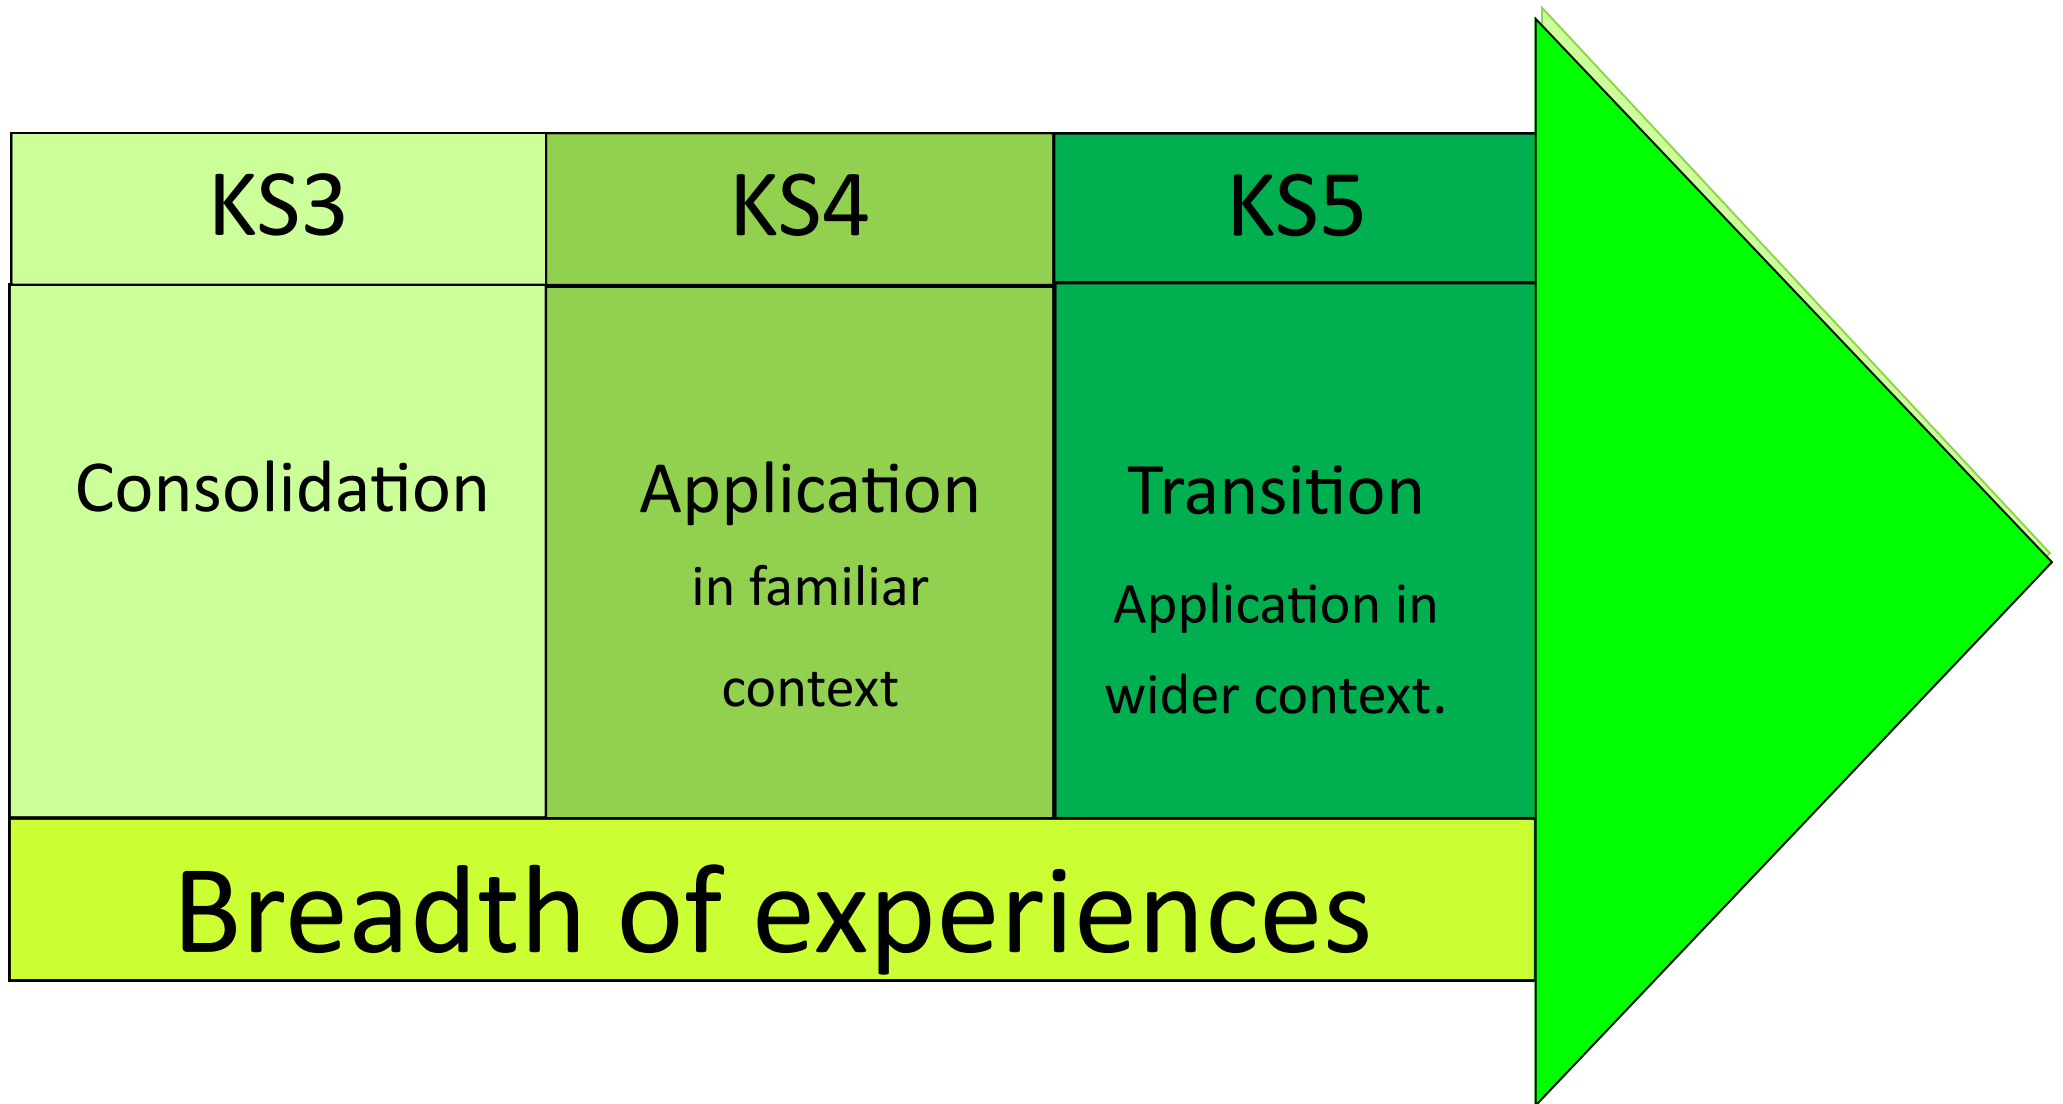 KS3
KS4
KS5
Consolidation
Application
in familiar
context
Transition
Application in
wider context.
Breadth of experiences